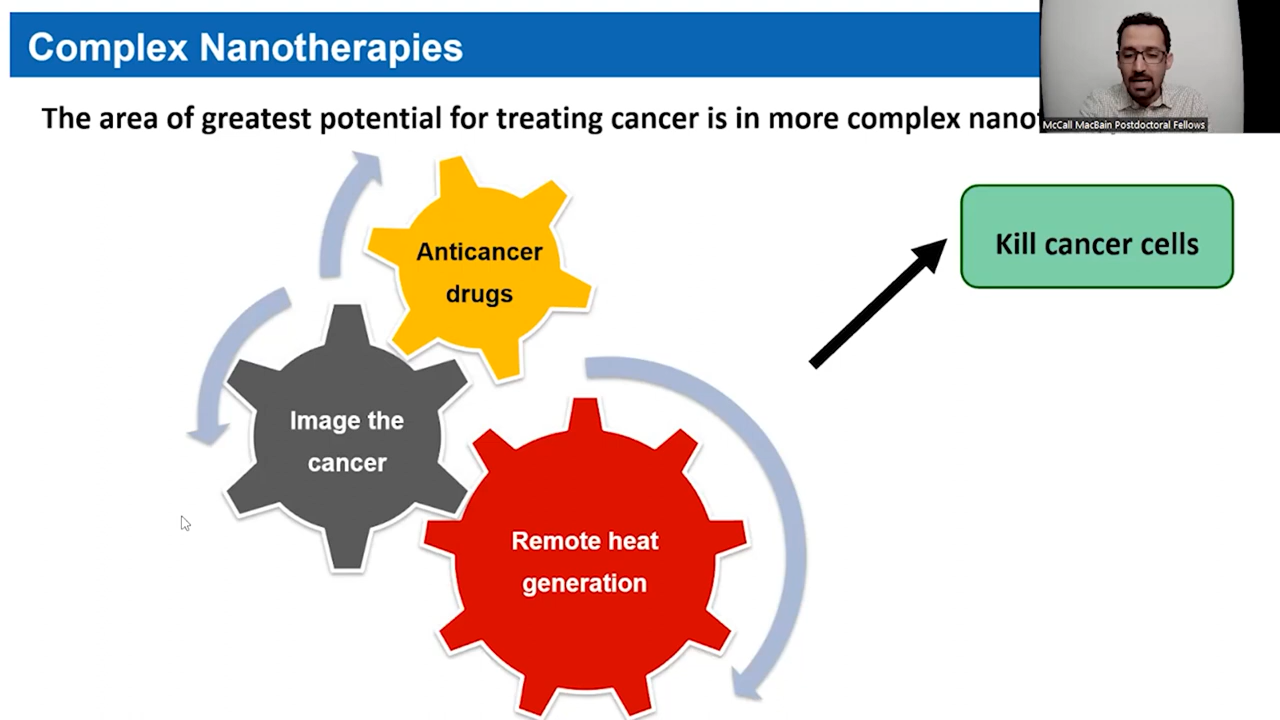 Complex Nanotherapies
The area of greatest potential for treating cancer is in more complex
McCall MacBain Postdoctoral Fellows
Anticancer
drugs
Kill cancer cells
Image the
cancer
Remote heat
generation